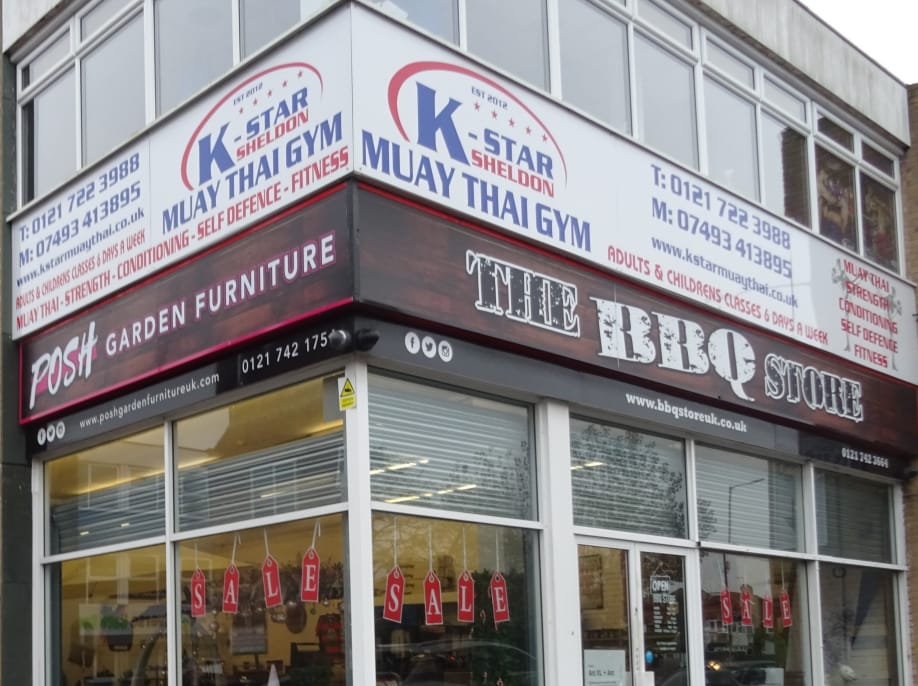 EST 2012
K-STAR
SHELDON
MUAY THAI GYM
T: 0121 722 3988
M: 07493 413895
www.kstarmuaythai.co.uk
ADULTS & CHILDRENS CLASSES 6 DAYS A WEEK
MUAY THAI - STRENGTH - CONDITIONING - SELF DEFENCE - FITNESS
EST 2012
K-STAR
SHELDON
MUAY THAI GYM
T: 0121 722 3988
M: 07493 413895
www.kstarmuaythai.co.uk
ADULTS & CHILDRENS CLASSES 6 DAYS A WEEK
MUAY THAI
STRENGTH
CONDITIONING
SELF DEFENCE
FITNESS
POSH GARDEN FURNITURE
www.poshgardenfurnitureuk.com
0121 742 175
THE BBQ STORE
www.bbqstoreuk.co.uk
0121 742 3664
SALE
SALE
SALE
OPEN